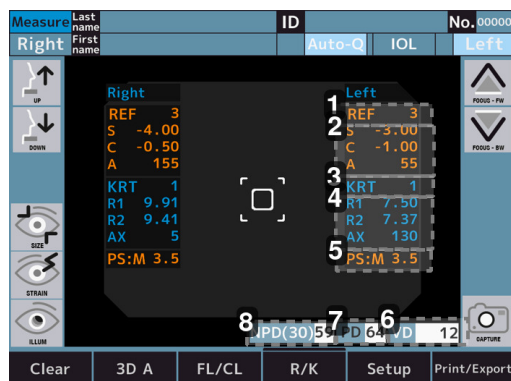 Measure Last name ID No. 00000
Right First name Auto-Q IOL Left
UP
DOWN
SIZE
STRAIN
ILLUM
Right
REF 3
S -4.00
C -0.50
A 155
KRT 1
R1 9.91
R2 9.41
AX 5
PS:M 3.5
Left
1 REF 3
2 S -3.00
C -1.00
A 55
3 KRT 1
4 R1 7.50
R2 7.37
AX 130
5 PS:M 3.5
FOCUS - FW
FOCUS - BW
CAPTURE
8 NPD(30) 59 7 PD 64 6 VD 12
Clear 3D A FL/CL R/K Setup Print/Export